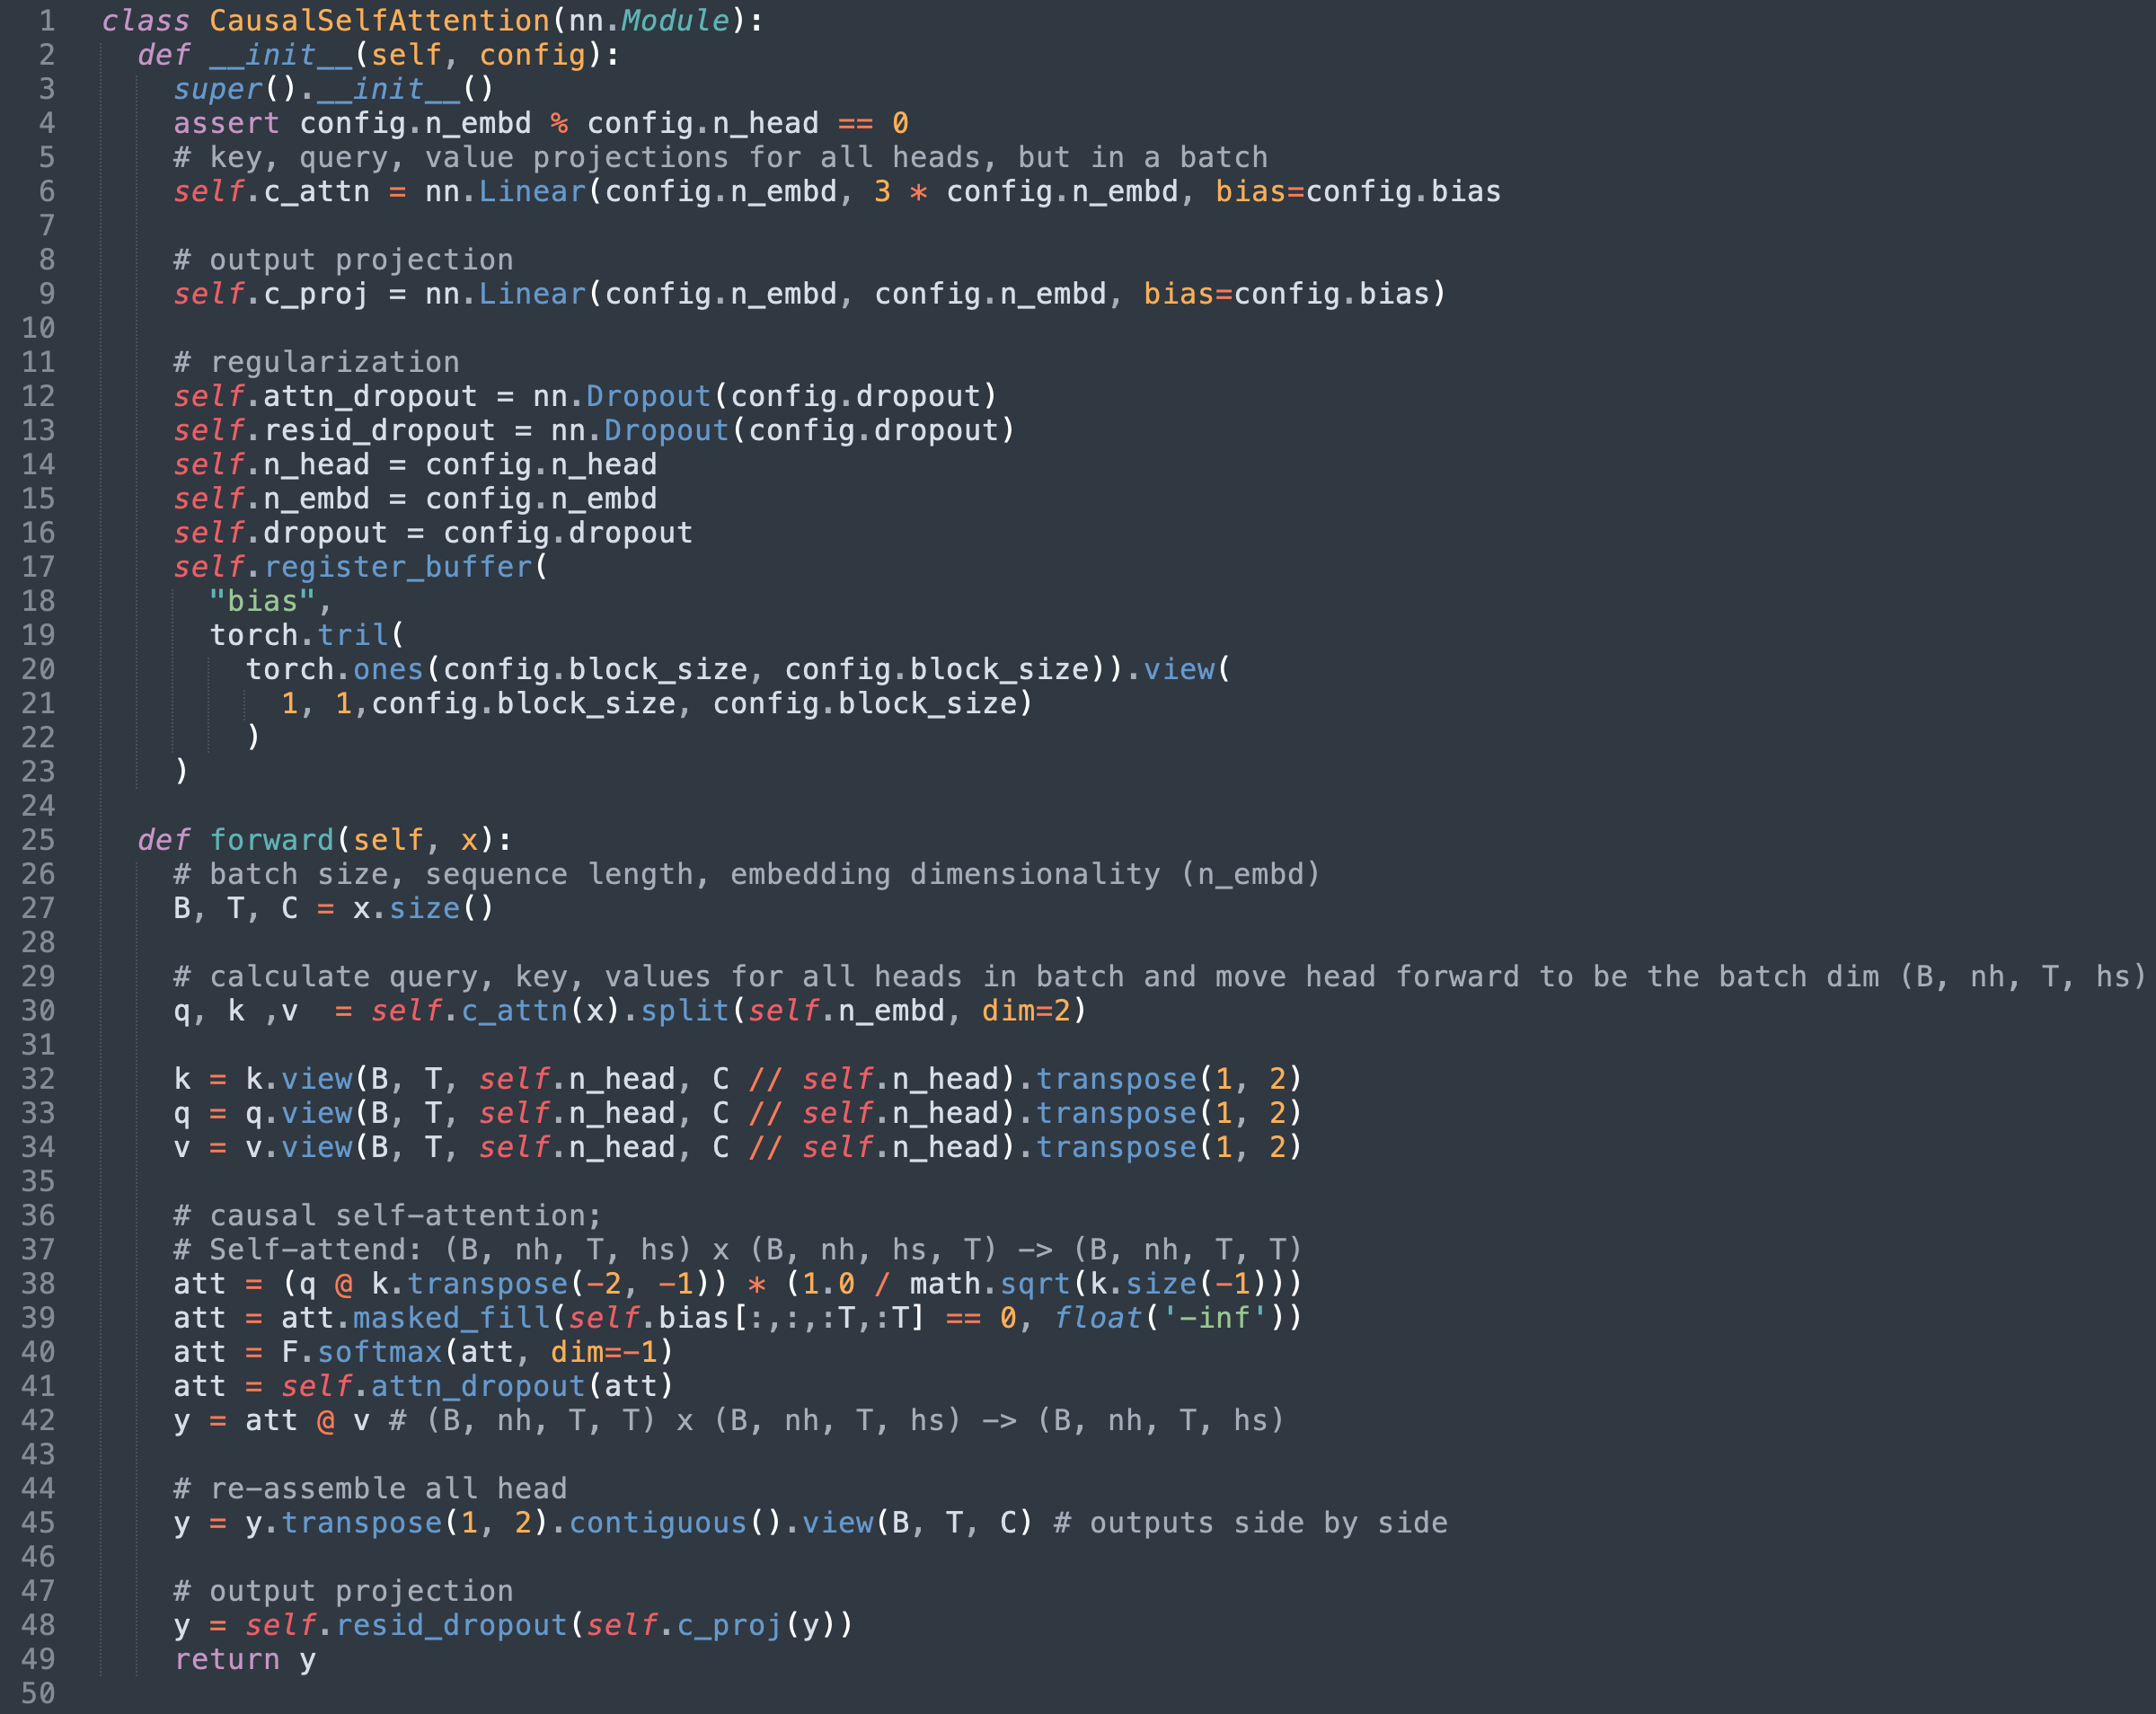 1 class CausalSelfAttention(nn.Module):
2   def __init__(self, config):
3     super().__init__()
4     assert config.n_embd % config.n_head == 0
5     # key, query, value projections for all heads, but in a batch
6     self.c_attn = nn.Linear(config.n_embd, 3 * config.n_embd, bias=config.bias
7
8     # output projection
9     self.c_proj = nn.Linear(config.n_embd, config.n_embd, bias=config.bias)
10
11     # regularization
12     self.attn_dropout = nn.Dropout(config.dropout)
13     self.resid_dropout = nn.Dropout(config.dropout)
14     self.n_head = config.n_head
15     self.n_embd = config.n_embd
16     self.dropout = config.dropout
17     self.register_buffer(
18       "bias",
19       torch.tril(
20         torch.ones(config.block_size, config.block_size)).view(
21           1, 1,config.block_size, config.block_size)
22         )
23     )
24
25   def forward(self, x):
26     # batch size, sequence length, embedding dimensionality (n_embd)
27     B, T, C = x.size()
28
29     # calculate query, key, values for all heads in batch and move head forward to be the batch dim (B, nh, T, hs)
30     q, k ,v  = self.c_attn(x).split(self.n_embd, dim=2)
31
32     k = k.view(B, T, self.n_head, C // self.n_head).transpose(1, 2)
33     q = q.view(B, T, self.n_head, C // self.n_head).transpose(1, 2)
34     v = v.view(B, T, self.n_head, C // self.n_head).transpose(1, 2)
35
36     # causal self-attention;
37     # Self-attend: (B, nh, T, hs) x (B, nh, hs, T) -> (B, nh, T, T)
38     att = (q @ k.transpose(-2, -1)) * (1.0 / math.sqrt(k.size(-1)))
39     att = att.masked_fill(self.bias[:,:,:T,:T] == 0, float('-inf'))
40     att = F.softmax(att, dim=-1)
41     att = self.attn_dropout(att)
42     y = att @ v # (B, nh, T, T) x (B, nh, T, hs) -> (B, nh, T, hs)
43
44     # re-assemble all head
45     y = y.transpose(1, 2).contiguous().view(B, T, C) # outputs side by side
46
47     # output projection
48     y = self.resid_dropout(self.c_proj(y))
49     return y
50